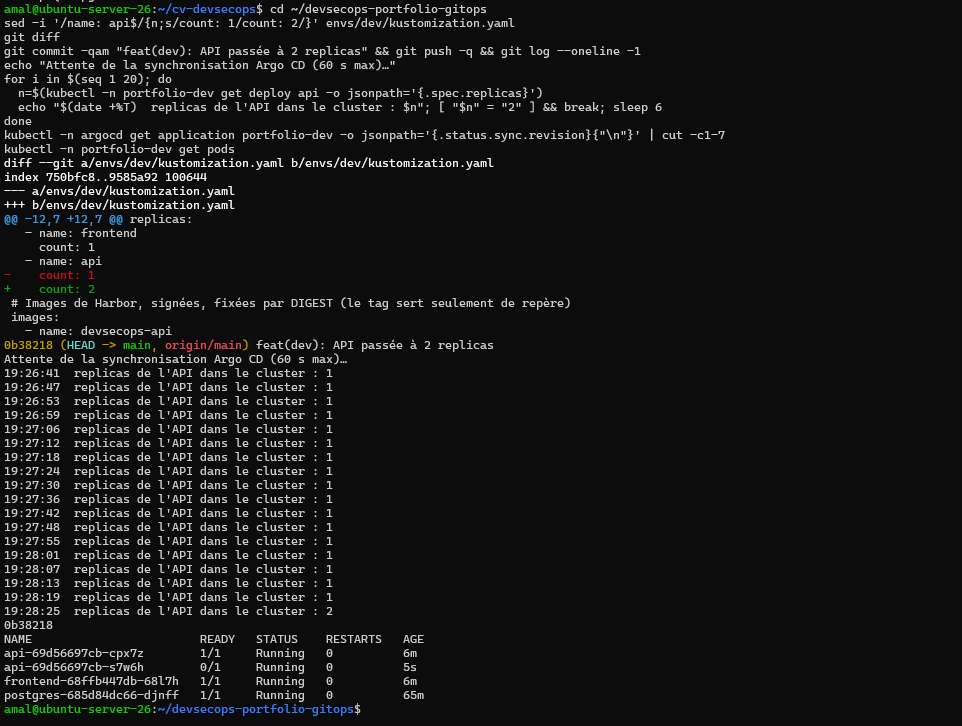 amal@ubuntu-server-26:~/cv-devsecops$ cd ~/devsecops-portfolio-gitops
sed -i '/name: api$/{n;s/count: 1/count: 2/}' envs/dev/kustomization.yaml
git diff
git commit -qam "feat(dev): API passée à 2 replicas" && git push -q && git log --oneline -1
echo "Attente de la synchronisation Argo CD (60 s max)…"
for i in $(seq 1 20); do
  n=$(kubectl -n portfolio-dev get deploy api -o jsonpath='{.spec.replicas}')
  echo "$(date +%T)  replicas de l'API dans le cluster : $n"; [ "$n" = "2" ] && break; sleep 6
done
kubectl -n argocd get application portfolio-dev -o jsonpath='{.status.sync.revision}{"\n"}' | cut -c1-7
kubectl -n portfolio-dev get pods
diff --git a/envs/dev/kustomization.yaml b/envs/dev/kustomization.yaml
index 750bfc8..9585a92 100644
--- a/envs/dev/kustomization.yaml
+++ b/envs/dev/kustomization.yaml
@@ -12,7 +12,7 @@ replicas:
   - name: frontend
     count: 1
   - name: api
-    count: 1
+    count: 2
 # Images de Harbor, signées, fixées par DIGEST (le tag sert seulement de repère)
 images:
   - name: devsecops-api
0b38218 (HEAD -> main, origin/main) feat(dev): API passée à 2 replicas
Attente de la synchronisation Argo CD (60 s max)…
19:26:41  replicas de l'API dans le cluster : 1
19:26:47  replicas de l'API dans le cluster : 1
19:26:53  replicas de l'API dans le cluster : 1
19:26:59  replicas de l'API dans le cluster : 1
19:27:06  replicas de l'API dans le cluster : 1
19:27:12  replicas de l'API dans le cluster : 1
19:27:18  replicas de l'API dans le cluster : 1
19:27:24  replicas de l'API dans le cluster : 1
19:27:30  replicas de l'API dans le cluster : 1
19:27:36  replicas de l'API dans le cluster : 1
19:27:42  replicas de l'API dans le cluster : 1
19:27:48  replicas de l'API dans le cluster : 1
19:27:55  replicas de l'API dans le cluster : 1
19:28:01  replicas de l'API dans le cluster : 1
19:28:07  replicas de l'API dans le cluster : 1
19:28:13  replicas de l'API dans le cluster : 1
19:28:19  replicas de l'API dans le cluster : 1
19:28:25  replicas de l'API dans le cluster : 2
0b38218
NAME                        READY   STATUS    RESTARTS   AGE
api-69d56697cb-cpx7z        1/1     Running   0          6m
api-69d56697cb-s7w6h        0/1     Running   0          5s
frontend-68ffb447db-68l7h   1/1     Running   0          6m
postgres-685d84dc66-djnff   1/1     Running   0          65m
amal@ubuntu-server-26:~/devsecops-portfolio-gitops$